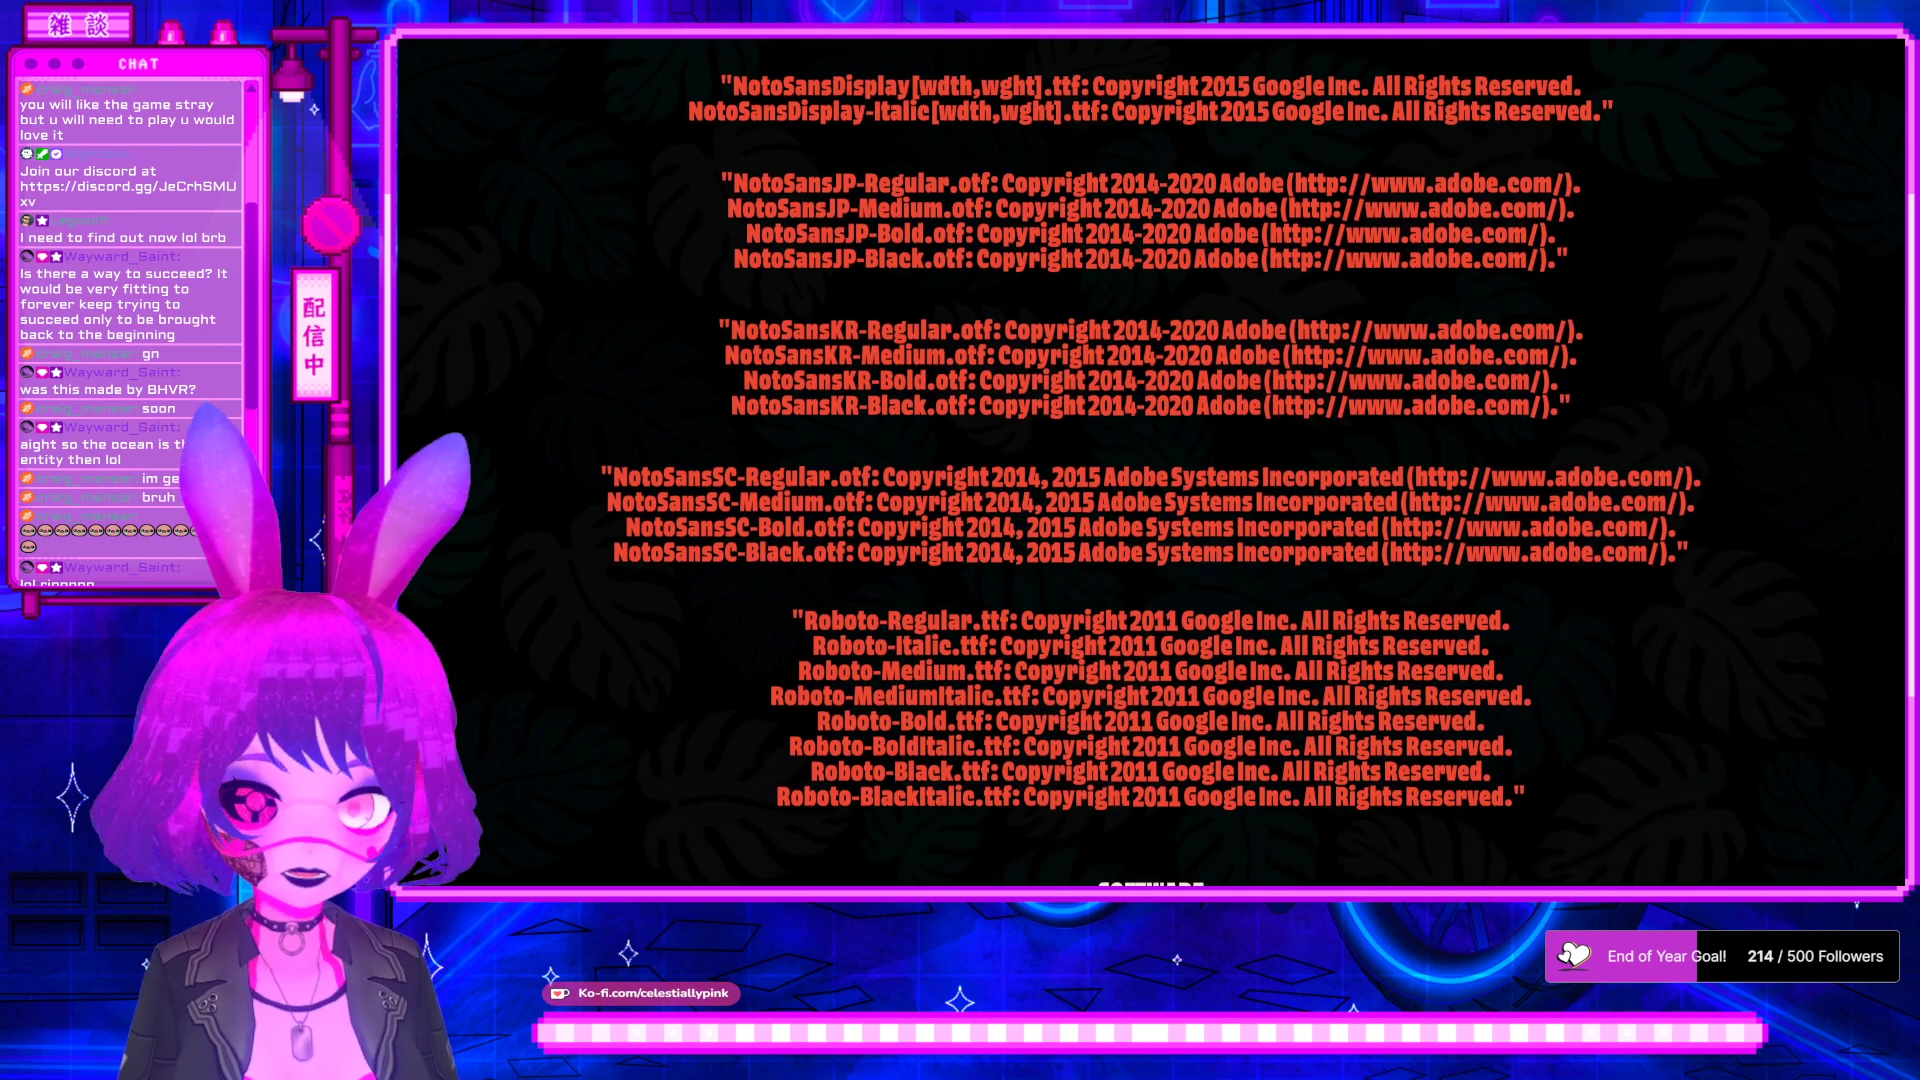 雑談
CHAT
craig_menzer:
you will like the game stray
but u will need to play u would
love it
Join our discord at
https://discord.gg/JeCrhSMU
xv
I need to find out now lol brb
Wayward_Saint:
Is there a way to succeed? It
would be very fitting to
forever keep trying to
succeed only to be brought
back to the beginning
craig_menzer: gn
Wayward_Saint:
was this made by BHVR?
craig_menzer: soon
Wayward_Saint:
aight so the ocean is
entity then lol
craig_menzer: im
craig_menzer: bruh
craig_menzer:
Wayward_Saint:
配信中
"NotoSansDisplay[wdth,wght].ttf: Copyright 2015 Google Inc. All Rights Reserved.
NotoSansDisplay-Italic[wdth,wght].ttf: Copyright 2015 Google Inc. All Rights Reserved."
"NotoSansJP-Regular.otf: Copyright 2014-2020 Adobe (http://www.adobe.com/).
NotoSansJP-Medium.otf: Copyright 2014-2020 Adobe (http://www.adobe.com/).
NotoSansJP-Bold.otf: Copyright 2014-2020 Adobe (http://www.adobe.com/).
NotoSansJP-Black.otf: Copyright 2014-2020 Adobe (http://www.adobe.com/)."
"NotoSansKR-Regular.otf: Copyright 2014-2020 Adobe (http://www.adobe.com/).
NotoSansKR-Medium.otf: Copyright 2014-2020 Adobe (http://www.adobe.com/).
NotoSansKR-Bold.otf: Copyright 2014-2020 Adobe (http://www.adobe.com/).
NotoSansKR-Black.otf: Copyright 2014-2020 Adobe (http://www.adobe.com/)."
"NotoSansSC-Regular.otf: Copyright 2014, 2015 Adobe Systems Incorporated (http://www.adobe.com/).
NotoSansSC-Medium.otf: Copyright 2014, 2015 Adobe Systems Incorporated (http://www.adobe.com/).
NotoSansSC-Bold.otf: Copyright 2014, 2015 Adobe Systems Incorporated (http://www.adobe.com/).
NotoSansSC-Black.otf: Copyright 2014, 2015 Adobe Systems Incorporated (http://www.adobe.com/)."
"Roboto-Regular.ttf: Copyright 2011 Google Inc. All Rights Reserved.
Roboto-Italic.ttf: Copyright 2011 Google Inc. All Rights Reserved.
Roboto-Medium.ttf: Copyright 2011 Google Inc. All Rights Reserved.
Roboto-MediumItalic.ttf: Copyright 2011 Google Inc. All Rights Reserved.
Roboto-Bold.ttf: Copyright 2011 Google Inc. All Rights Reserved.
Roboto-BoldItalic.ttf: Copyright 2011 Google Inc. All Rights Reserved.
Roboto-Black.ttf: Copyright 2011 Google Inc. All Rights Reserved.
Roboto-BlackItalic.ttf: Copyright 2011 Google Inc. All Rights Reserved."
End of Year Goal! 214 / 500 Followers
Ko-fi.com/celestiallypink